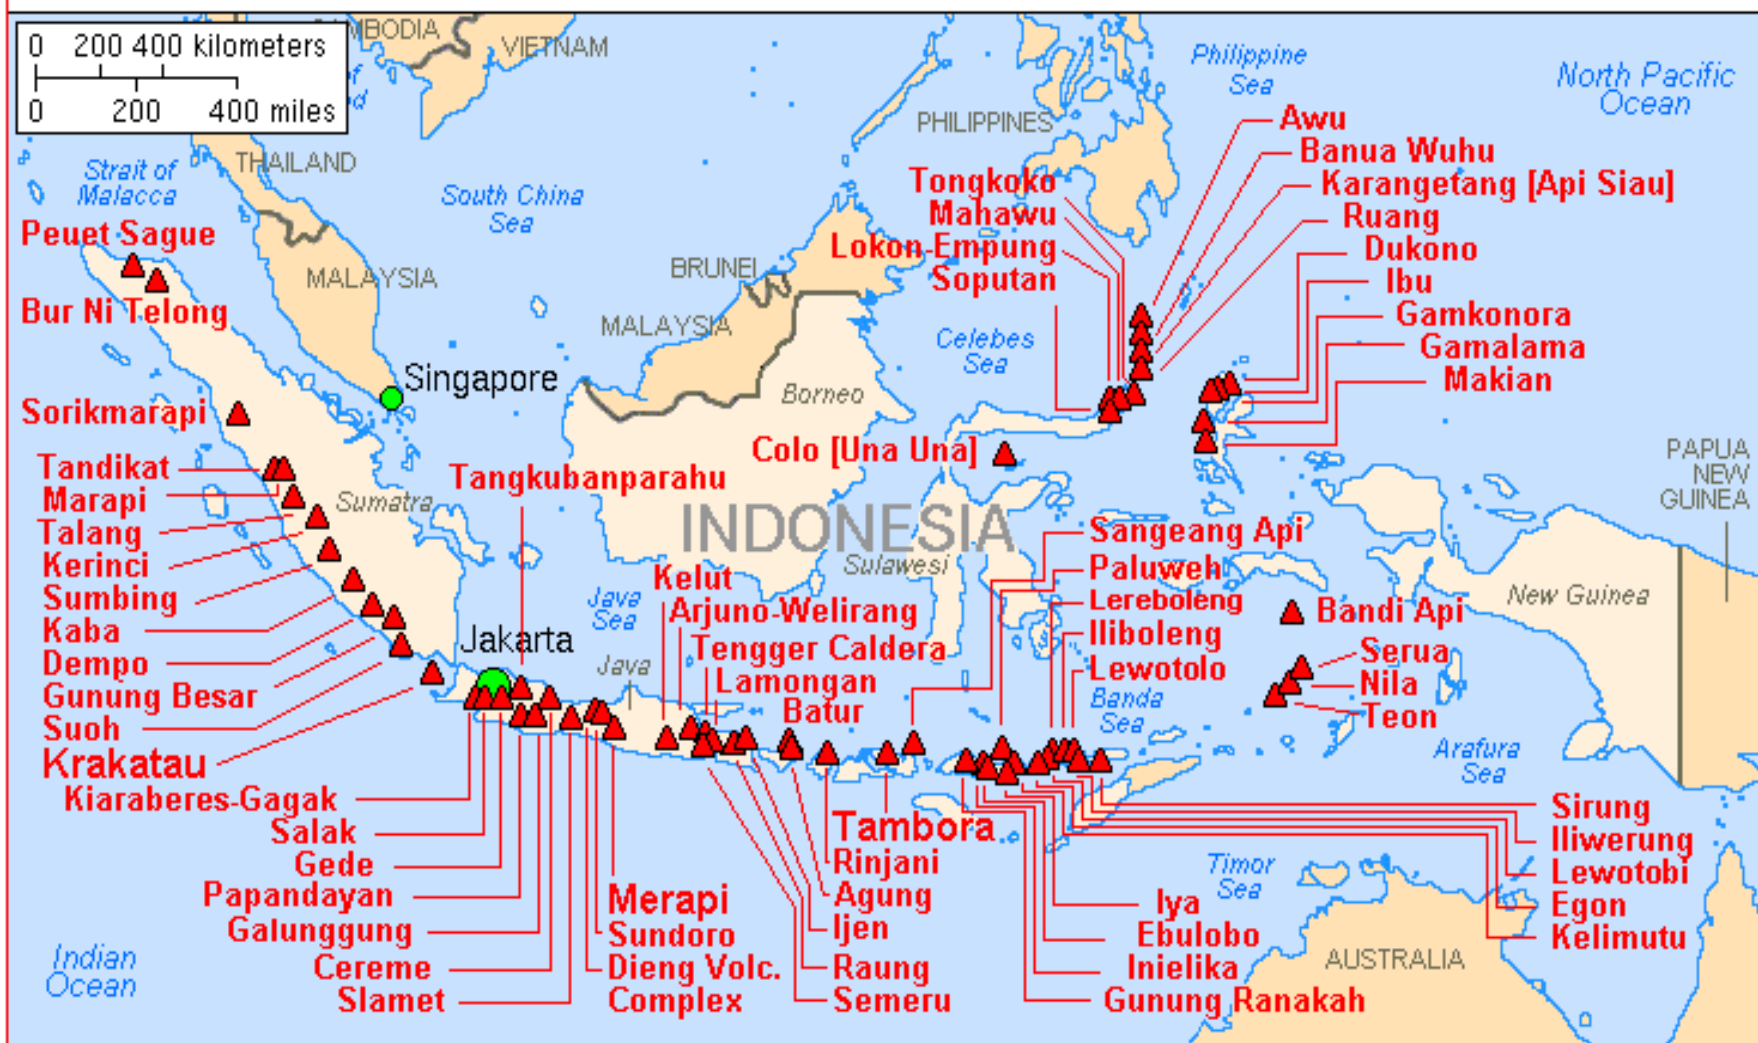 0 200 400 kilometers
0 200 400 miles
VIETNAM
THAILAND
Strait of
Malacca
South China
Sea
PHILIPPINES
Philippine
Sea
North Pacific
Ocean
Awu
Banua Wuhu
Karangetang [Api Siau]
Ruang
Dukono
Ibu
Gamkonora
Gamalama
Makian
Tongkoko
Mahawu
Lokon-Empung
Soputan
Peuet Sague
Bur Ni Telong
MALAYSIA
BRUNEI
MALAYSIA
Celebes
Sea
Singapore
Borneo
Sorikmarapi
Colo [Una Una]
PAPUA
NEW
GUINEA
Tandikat
Marapi
Talang
Kerinci
Sumbing
Kaba
Dempo
Gunung Besar
Suoh
Krakatau
Sumatra
Tangkubanparahu
INDONESIA
Sulawesi
Java
Sea
Jakarta
Java
Kelut
Arjuno-Welirang
Tengger Caldera
Lamongan
Batur
Sangeang Api
Paluweh
Lereboleng
Iliboleng
Lewotolo
Banda
Sea
New Guinea
Bandi Api
Serua
Nila
Teon
Arafura
Sea
Kiaraberes-Gagak
Salak
Gede
Papandayan
Galunggung
Cereme
Slamet
Merapi
Sundoro
Dieng Volc.
Complex
Tambora
Rinjani
Agung
Ijen
Raung
Semeru
Iya
Ebulobo
Inielika
Gunung Ranakah
Timor
Sea
Sirung
Iliwerung
Lewotobi
Egon
Kelimutu
Indian
Ocean
AUSTRALIA